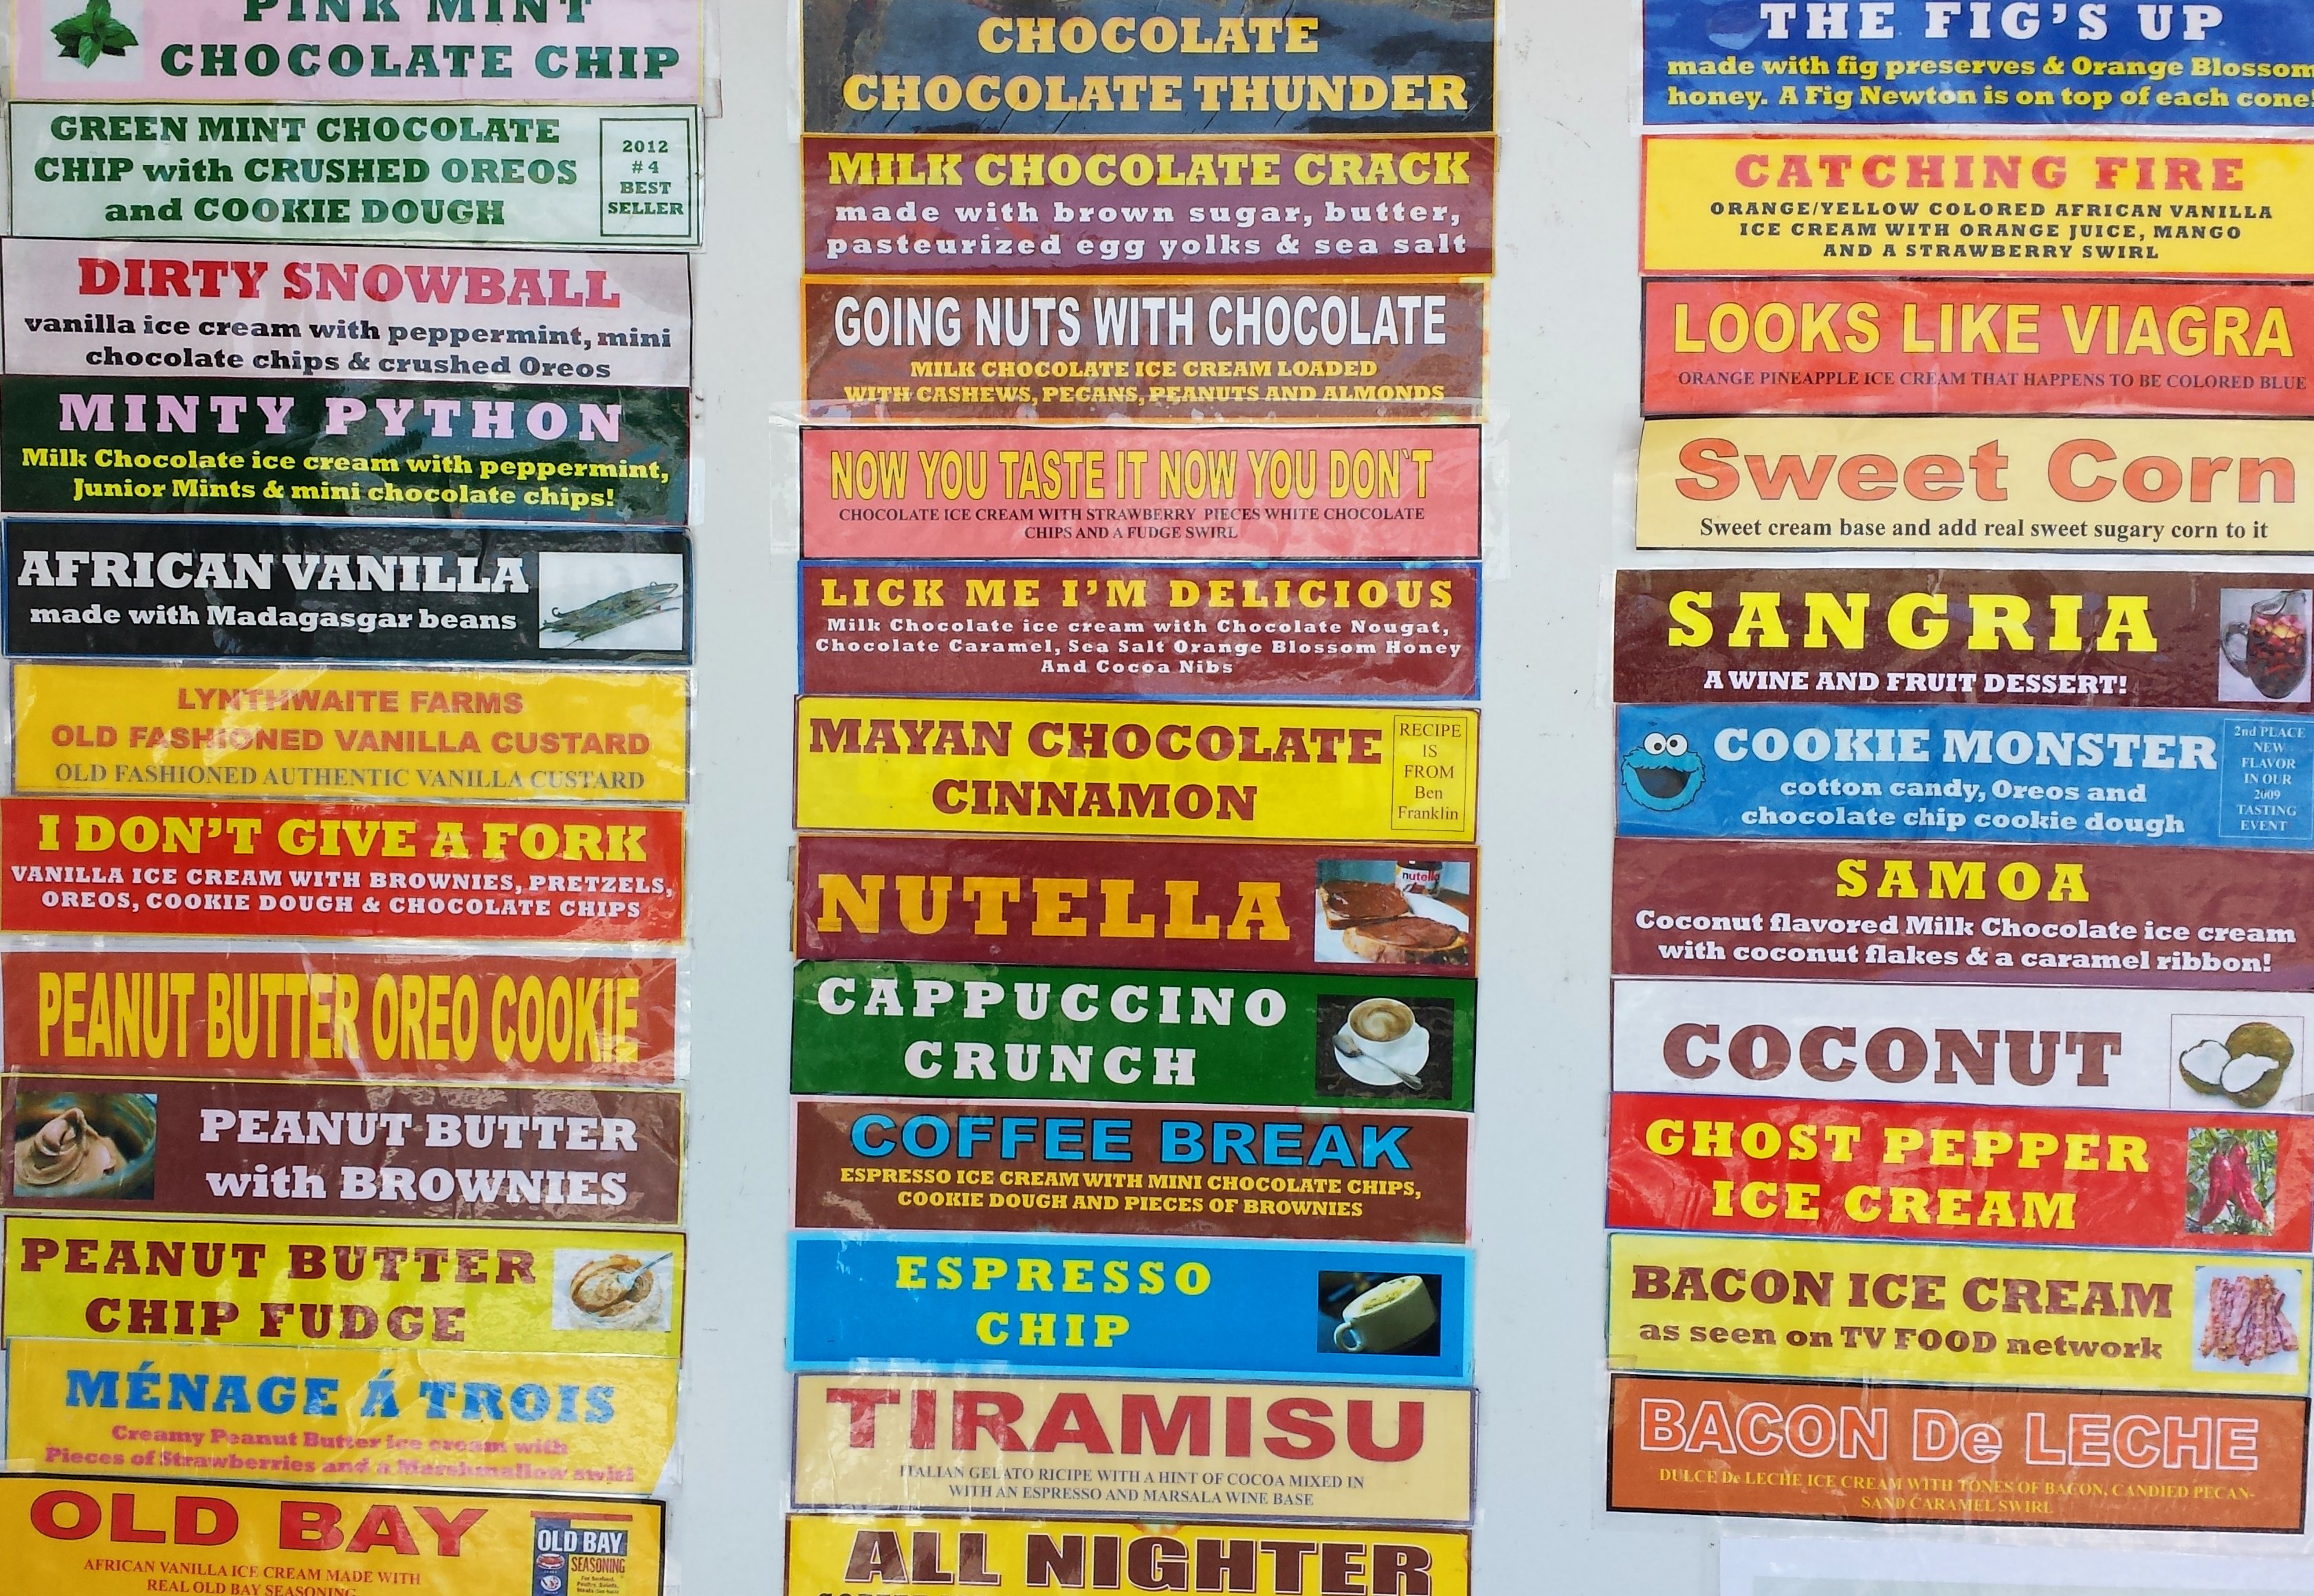 PINK MINT
CHOCOLATE CHIP
GREEN MINT CHOCOLATE
CHIP with CRUSHED OREOS
and COOKIE DOUGH
2012
#4
BEST
SELLER
DIRTY SNOWBALL
vanilla ice cream with peppermint, mini
chocolate chips & crushed Oreos
MINTY PYTHON
Milk Chocolate ice cream with peppermint,
Junior Mints & mini chocolate chips!
AFRICAN VANILLA
made with Madagasgar beans
LYNTHWAITE FARMS
OLD FASHIONED VANILLA CUSTARD
OLD FASHIONED AUTHENTIC VANILLA CUSTARD
I DON'T GIVE A FORK
VANILLA ICE CREAM WITH BROWNIES, PRETZELS,
OREOS, COOKIE DOUGH & CHOCOLATE CHIPS
PEANUT BUTTER OREO COOKIE
PEANUT BUTTER
with BROWNIES
PEANUT BUTTER
CHIP FUDGE
MÉNAGE Á TROIS
Creamy Peanut Butter ice cream with
Pieces of Strawberries and a Marshmallow swirl
OLD BAY
AFRICAN VANILLA ICE CREAM MADE WITH
REAL OLD BAY SEASONING
OLD BAY
SEASONING
CHOCOLATE
CHOCOLATE THUNDER
MILK CHOCOLATE CRACK
made with brown sugar, butter,
pasteurized egg yolks & sea salt
GOING NUTS WITH CHOCOLATE
MILK CHOCOLATE ICE CREAM LOADED
WITH CASHEWS, PECANS, PEANUTS AND ALMONDS
NOW YOU TASTE IT NOW YOU DON`T
CHOCOLATE ICE CREAM WITH STRAWBERRY PIECES WHITE CHOCOLATE
CHIPS AND A FUDGE SWIRL
LICK ME I'M DELICIOUS
Milk Chocolate ice cream with Chocolate Nougat,
Chocolate Caramel, Sea Salt Orange Blossom Honey
And Cocoa Nibs
MAYAN CHOCOLATE
CINNAMON
RECIPE
IS
FROM
Ben
Franklin
NUTELLA
nutella
CAPPUCCINO
CRUNCH
COFFEE BREAK
ESPRESSO ICE CREAM WITH MINI CHOCOLATE CHIPS,
COOKIE DOUGH AND PIECES OF BROWNIES
ESPRESSO
CHIP
TIRAMISU
ITALIAN GELATO RICIPE WITH A HINT OF COCOA MIXED IN
WITH AN ESPRESSO AND MARSALA WINE BASE
ALL NIGHTER
THE FIG'S UP
made with fig preserves & Orange Blossom
honey. A Fig Newton is on top of each cone!
CATCHING FIRE
ORANGE/YELLOW COLORED AFRICAN VANILLA
ICE CREAM WITH ORANGE JUICE, MANGO
AND A STRAWBERRY SWIRL
LOOKS LIKE VIAGRA
ORANGE PINEAPPLE ICE CREAM THAT HAPPENS TO BE COLORED BLUE
Sweet Corn
Sweet cream base and add real sweet sugary corn to it
SANGRIA
A WINE AND FRUIT DESSERT!
COOKIE MONSTER
cotton candy, Oreos and
chocolate chip cookie dough
2nd PLACE
NEW
FLAVOR
IN OUR
2009
TASTING
EVENT
SAMOA
Coconut flavored Milk Chocolate ice cream
with coconut flakes & a caramel ribbon!
COCONUT
GHOST PEPPER
ICE CREAM
BACON ICE CREAM
as seen on TV FOOD network
BACON De LECHE
DULCE De LECHE ICE CREAM WITH TONES OF BACON, CANDIED PECAN-
SAND CARAMEL SWIRL